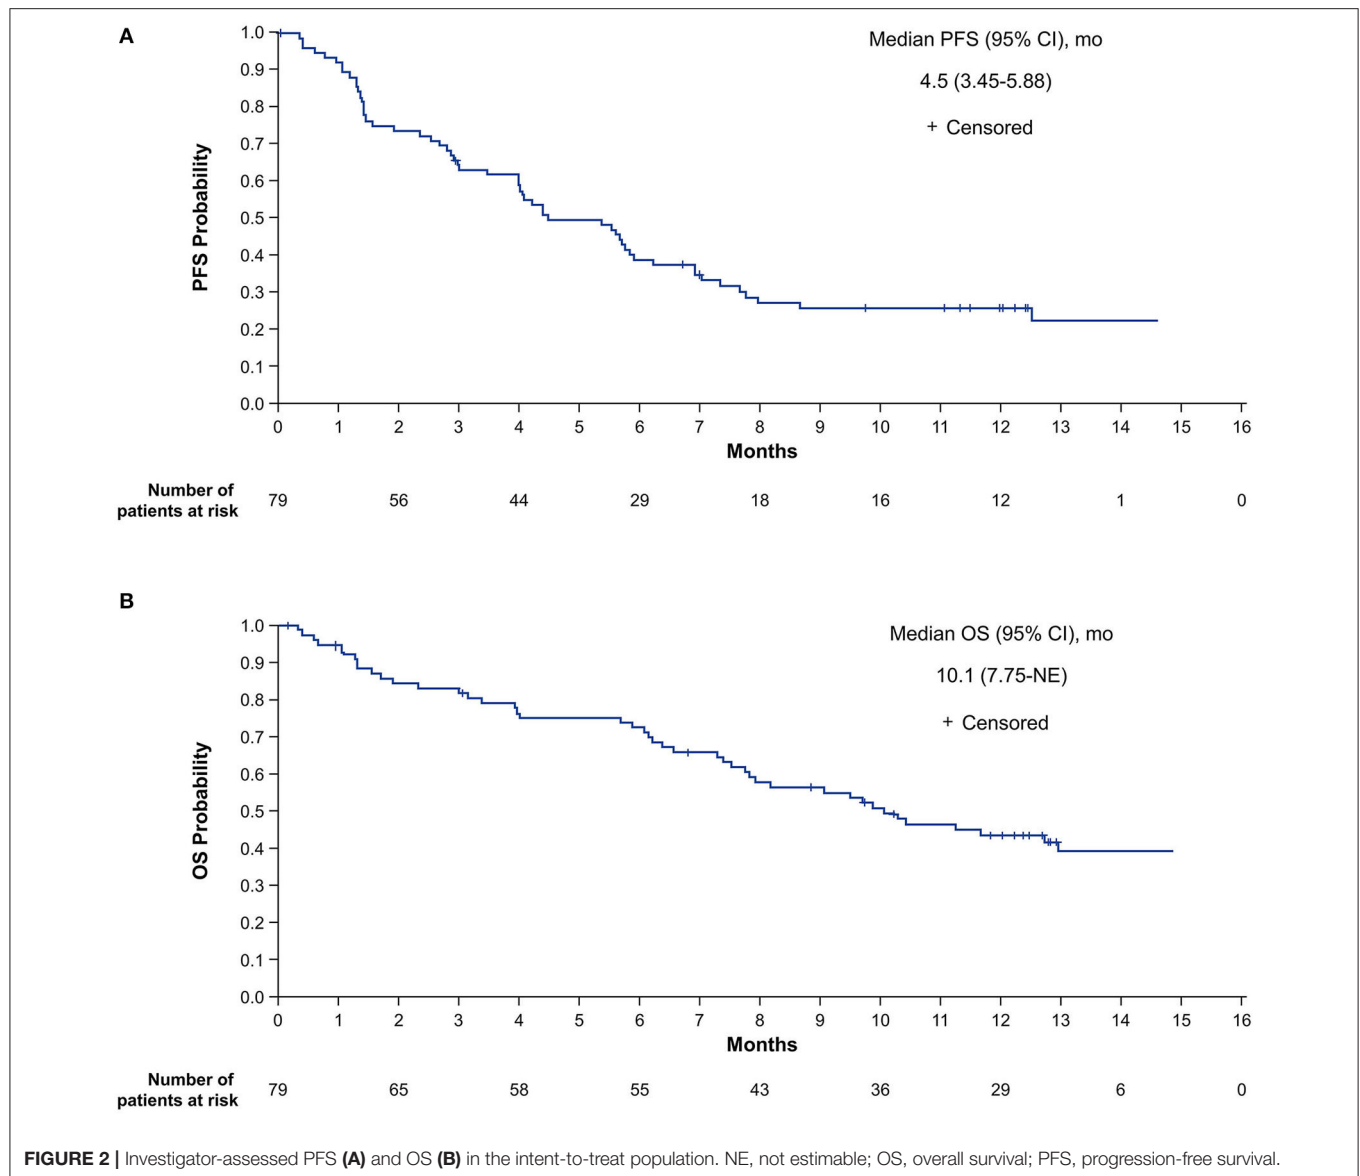 A
Median PFS (95% CI), mo
4.5 (3.45-5.88)
+ Censored
PFS Probability
1.0
0.9
0.8
0.7
0.6
0.5
0.4
0.3
0.2
0.1
0.0
0 1 2 3 4 5 6 7 8 9 10 11 12 13 14 15 16
Months
Number of
patients at risk
79 56 44 29 18 16 12 1 0
B
Median OS (95% CI), mo
10.1 (7.75-NE)
+ Censored
OS Probability
1.0
0.9
0.8
0.7
0.6
0.5
0.4
0.3
0.2
0.1
0.0
0 1 2 3 4 5 6 7 8 9 10 11 12 13 14 15 16
Months
Number of
patients at risk
79 65 58 55 43 36 29 6 0
FIGURE 2 | Investigator-assessed PFS (A) and OS (B) in the intent-to-treat population. NE, not estimable; OS, overall survival; PFS, progression-free survival.